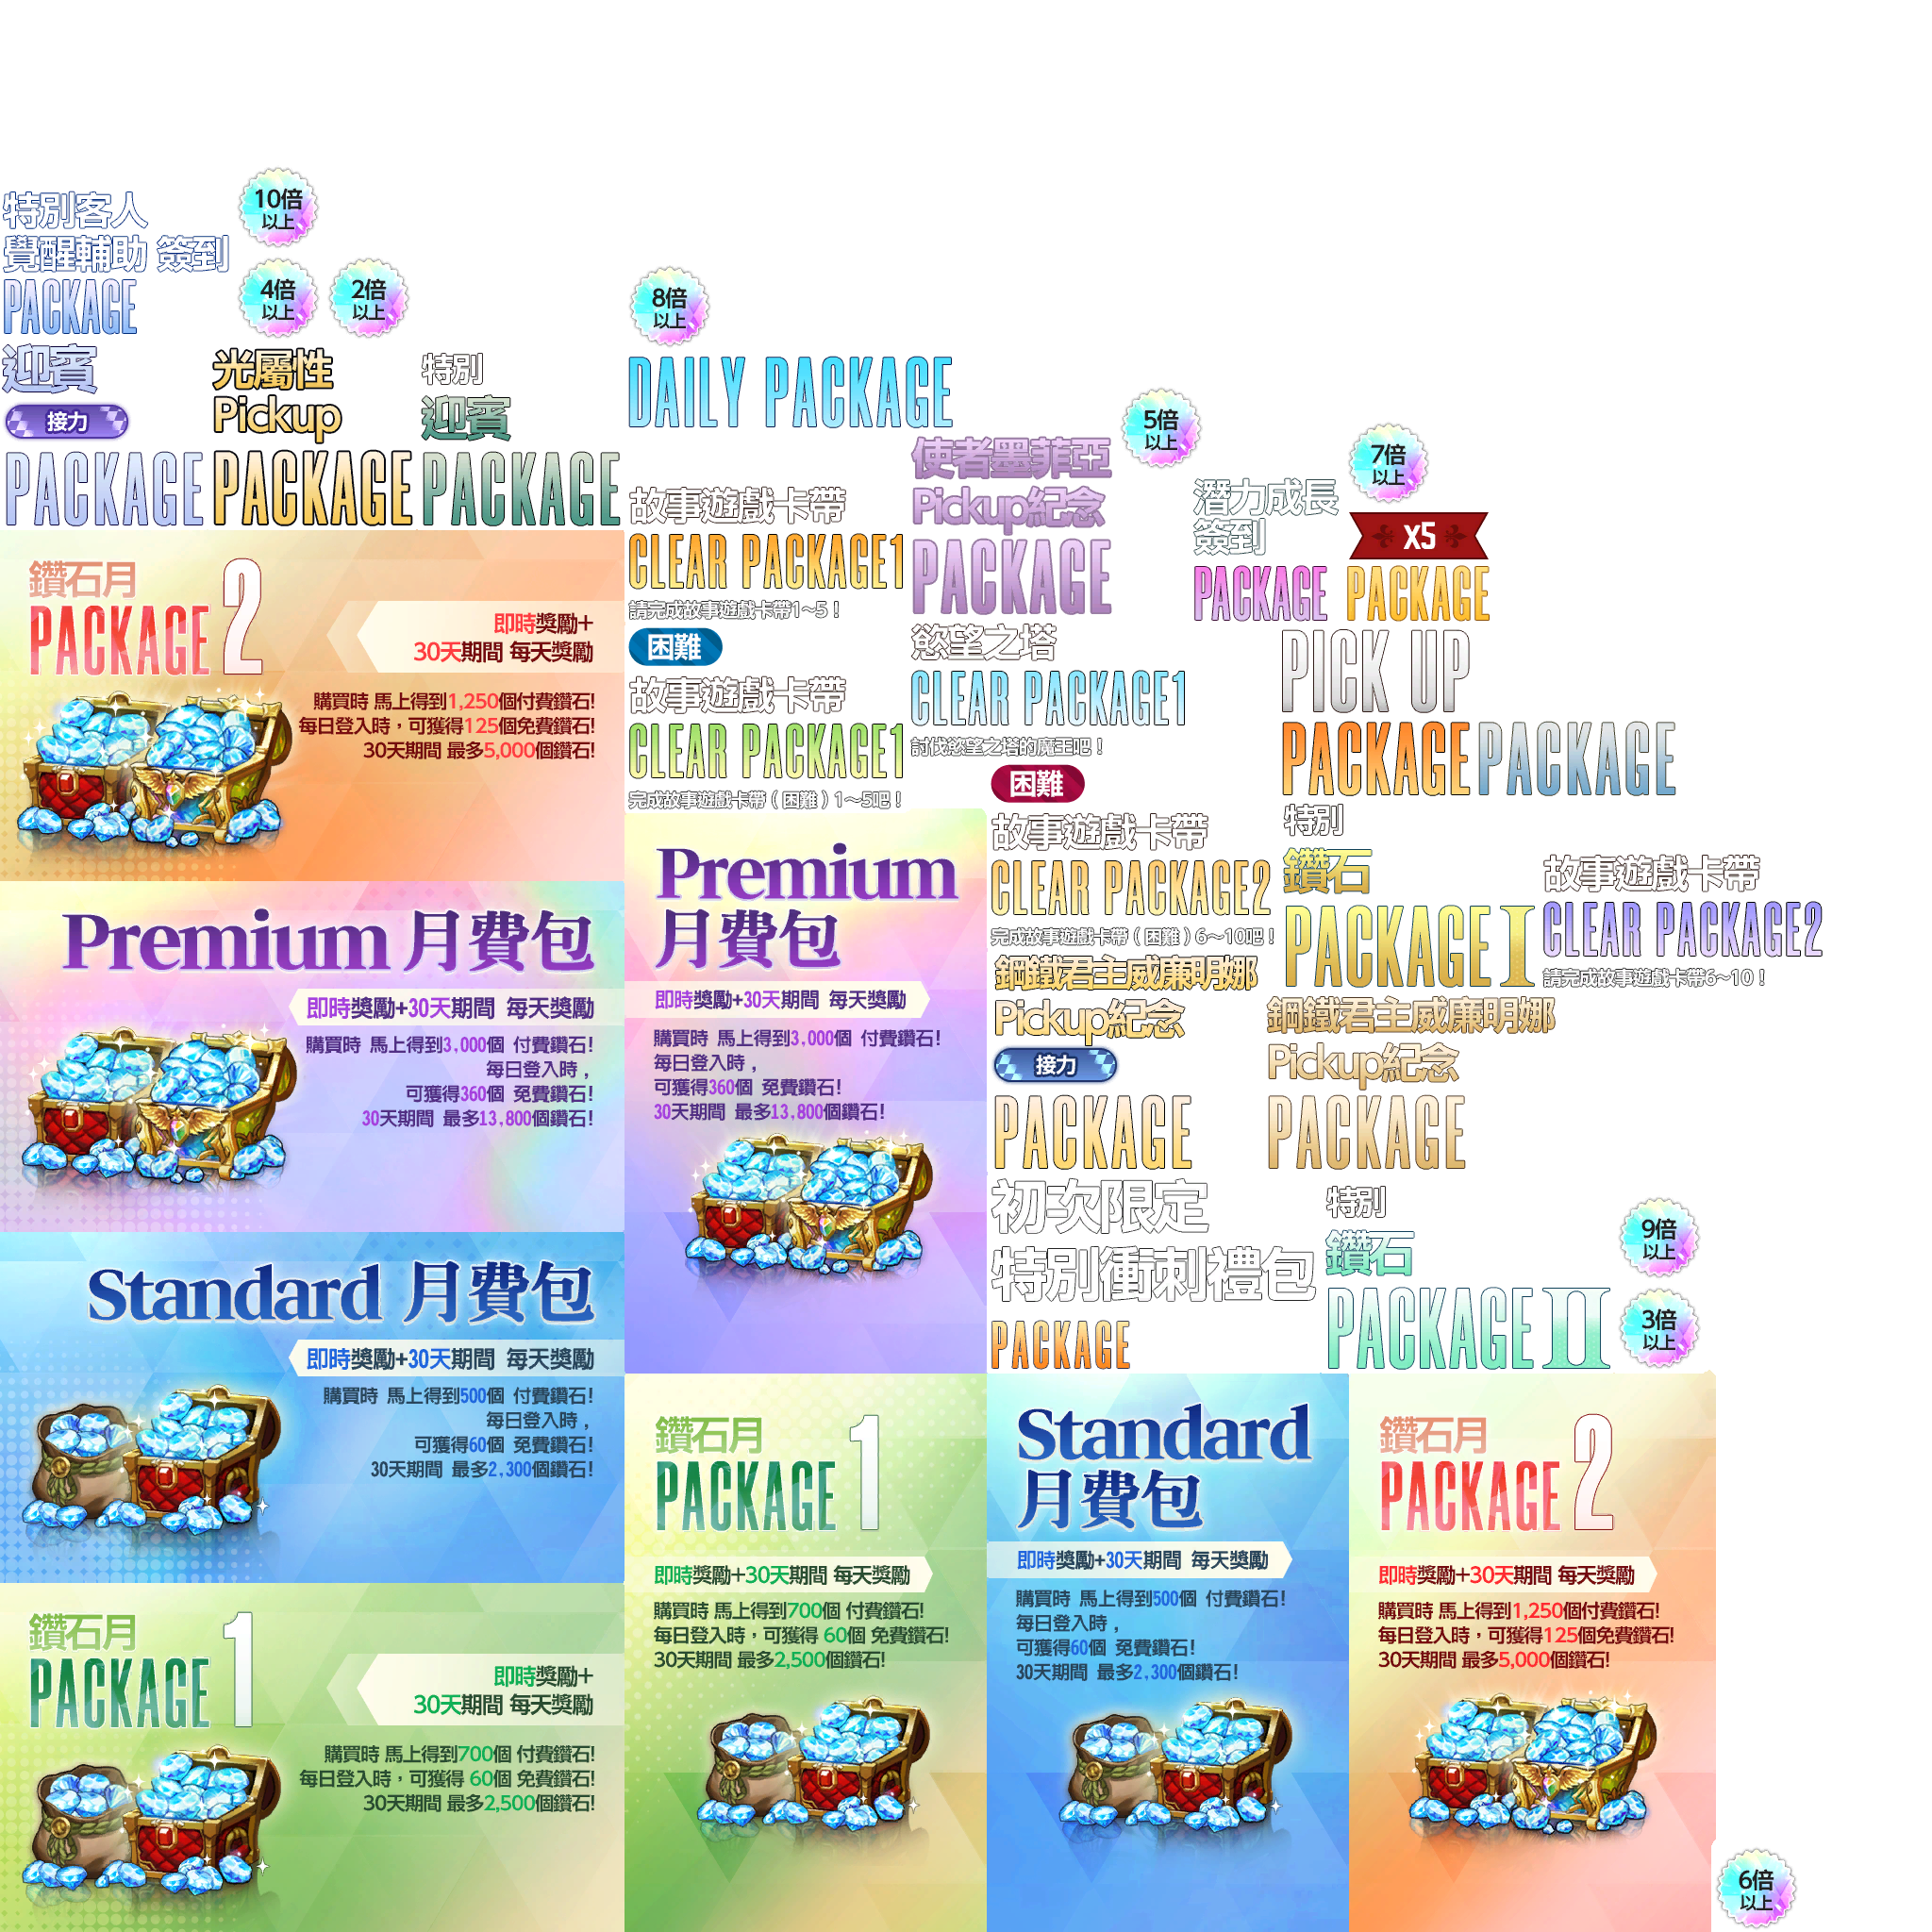 特別客人
覺醒輔助 簽到
PACKAGE
10倍
以上
4倍
以上
2倍
以上
迎賓
接力
PACKAGE
光屬性
Pickup
PACKAGE
特別
迎賓
PACKAGE
8倍
以上
DAILY PACKAGE
故事遊戲卡帶
CLEAR PACKAGE1
請完成故事遊戲卡帶1~5！
困難
故事遊戲卡帶
CLEAR PACKAGE1
完成故事遊戲卡帶（困難）1~5吧！
使者墨菲亞
Pickup紀念
PACKAGE
5倍
以上
慾望之塔
CLEAR PACKAGE1
討伐慾望之塔的魔王吧！
潛力成長
簽到
PACKAGE
7倍
以上
X5
PACKAGE
PICK UP
PACKAGE
PACKAGE
困難
故事遊戲卡帶
CLEAR PACKAGE2
完成故事遊戲卡帶（困難）6~10吧！
特別
鑽石
PACKAGE I
故事遊戲卡帶
CLEAR PACKAGE2
請完成故事遊戲卡帶6~10！
鋼鐵君主威廉明娜
Pickup紀念
接力
PACKAGE
鋼鐵君主威廉明娜
Pickup紀念
PACKAGE
初次限定
特別衝刺禮包
PACKAGE
特別
鑽石
PACKAGE II
9倍
以上
3倍
以上
鑽石月
PACKAGE 2
即時獎勵+
30天期間 每天獎勵
購買時 馬上得到1,250個付費鑽石!
每日登入時，可獲得125個免費鑽石!
30天期間 最多5,000個鑽石!
Premium 月費包
即時獎勵+30天期間 每天獎勵
購買時 馬上得到3,000個 付費鑽石!
每日登入時，
可獲得360個 免費鑽石!
30天期間 最多13,800個鑽石!
Premium
月費包
即時獎勵+30天期間 每天獎勵
購買時 馬上得到3,000個 付費鑽石!
每日登入時，
可獲得360個 免費鑽石!
30天期間 最多13,800個鑽石!
Standard 月費包
即時獎勵+30天期間 每天獎勵
購買時 馬上得到500個 付費鑽石!
每日登入時，
可獲得60個 免費鑽石!
30天期間 最多2,300個鑽石!
鑽石月
PACKAGE 1
即時獎勵+
30天期間 每天獎勵
購買時 馬上得到700個 付費鑽石!
每日登入時，可獲得 60個 免費鑽石!
30天期間 最多2,500個鑽石!
鑽石月
PACKAGE 1
即時獎勵+30天期間 每天獎勵
購買時 馬上得到700個 付費鑽石!
每日登入時，可獲得 60個 免費鑽石!
30天期間 最多2,500個鑽石!
Standard
月費包
即時獎勵+30天期間 每天獎勵
購買時 馬上得到500個 付費鑽石!
每日登入時，
可獲得60個 免費鑽石!
30天期間 最多2,300個鑽石!
鑽石月
PACKAGE 2
即時獎勵+30天期間 每天獎勵
購買時 馬上得到1,250個付費鑽石!
每日登入時，可獲得125個免費鑽石!
30天期間 最多5,000個鑽石!
6倍
以上